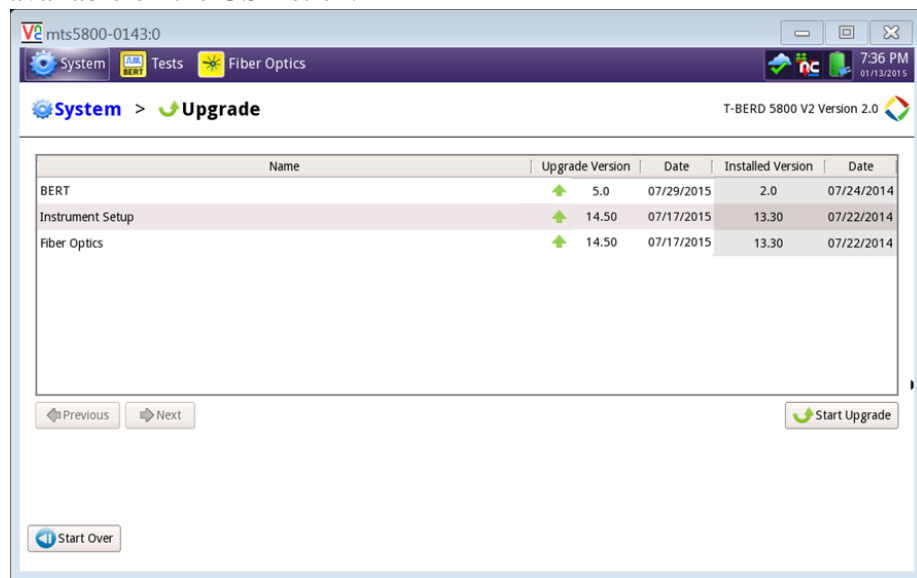 mts5800-0143:0
System BERT Tests Fiber Optics 7:36 PM
01/13/2015
System > Upgrade T-BERD 5800 V2 Version 2.0
Name Upgrade Version Date Installed Version Date
BERT 5.0 07/29/2015 2.0 07/24/2014
Instrument Setup 14.50 07/17/2015 13.30 07/22/2014
Fiber Optics 14.50 07/17/2015 13.30 07/22/2014
Previous Next Start Upgrade
Start Over